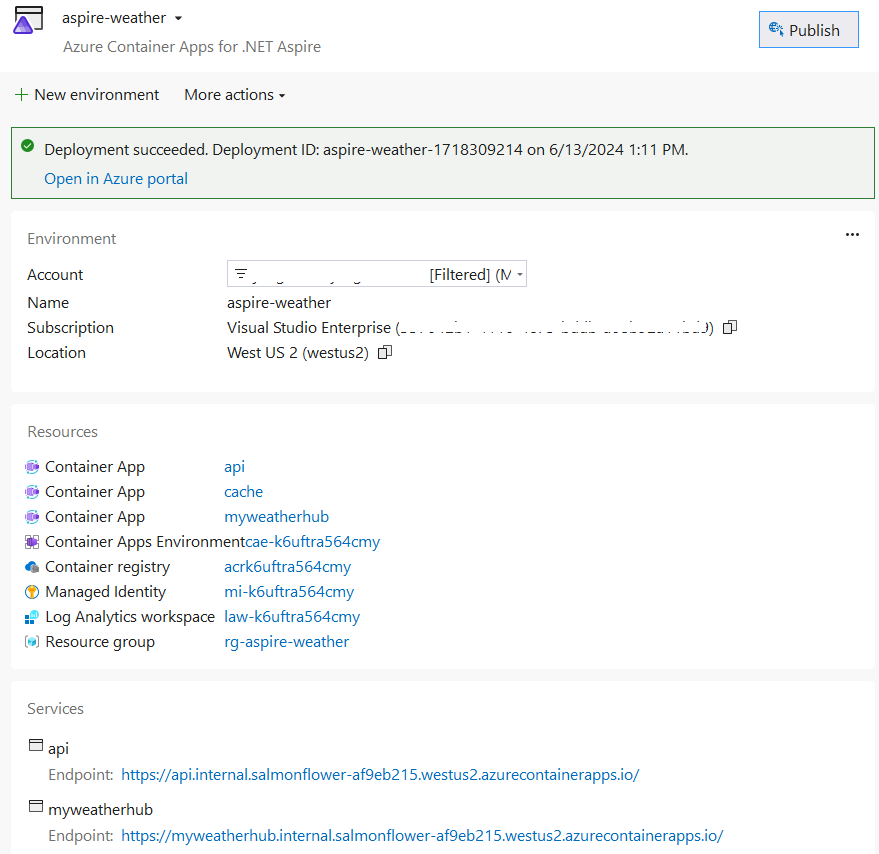 aspire-weather
Azure Container Apps for .NET Aspire
Publish
New environment More actions
Deployment succeeded. Deployment ID: aspire-weather-1718309214 on 6/13/2024 1:11 PM.
Open in Azure portal
Environment
Account [Filtered] (M
Name aspire-weather
Subscription Visual Studio Enterprise ( )
Location West US 2 (westus2)
Resources
Container App api
Container App cache
Container App myweatherhub
Container Apps Environment cae-k6uftra564cmy
Container registry acrk6uftra564cmy
Managed Identity mi-k6uftra564cmy
Log Analytics workspace law-k6uftra564cmy
Resource group rg-aspire-weather
Services
api
Endpoint: https://api.internal.salmonflower-af9eb215.westus2.azurecontainerapps.io/
myweatherhub
Endpoint: https://myweatherhub.internal.salmonflower-af9eb215.westus2.azurecontainerapps.io/